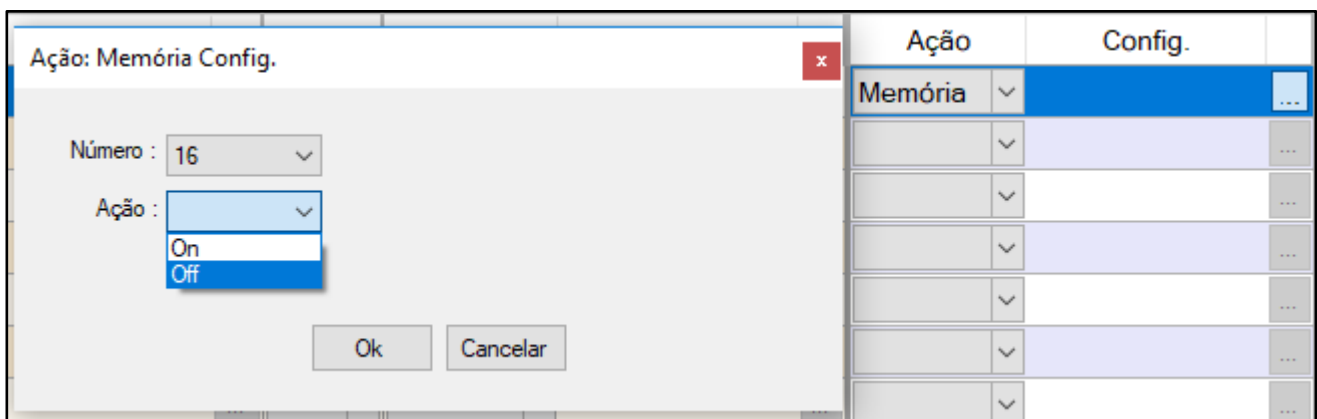 Ação: Memória Config.
x
Número :
16
Ação :
On
Off
Ok
Cancelar
...
...
Ação
Config.
Memória
...
...
...
...
...
...
...